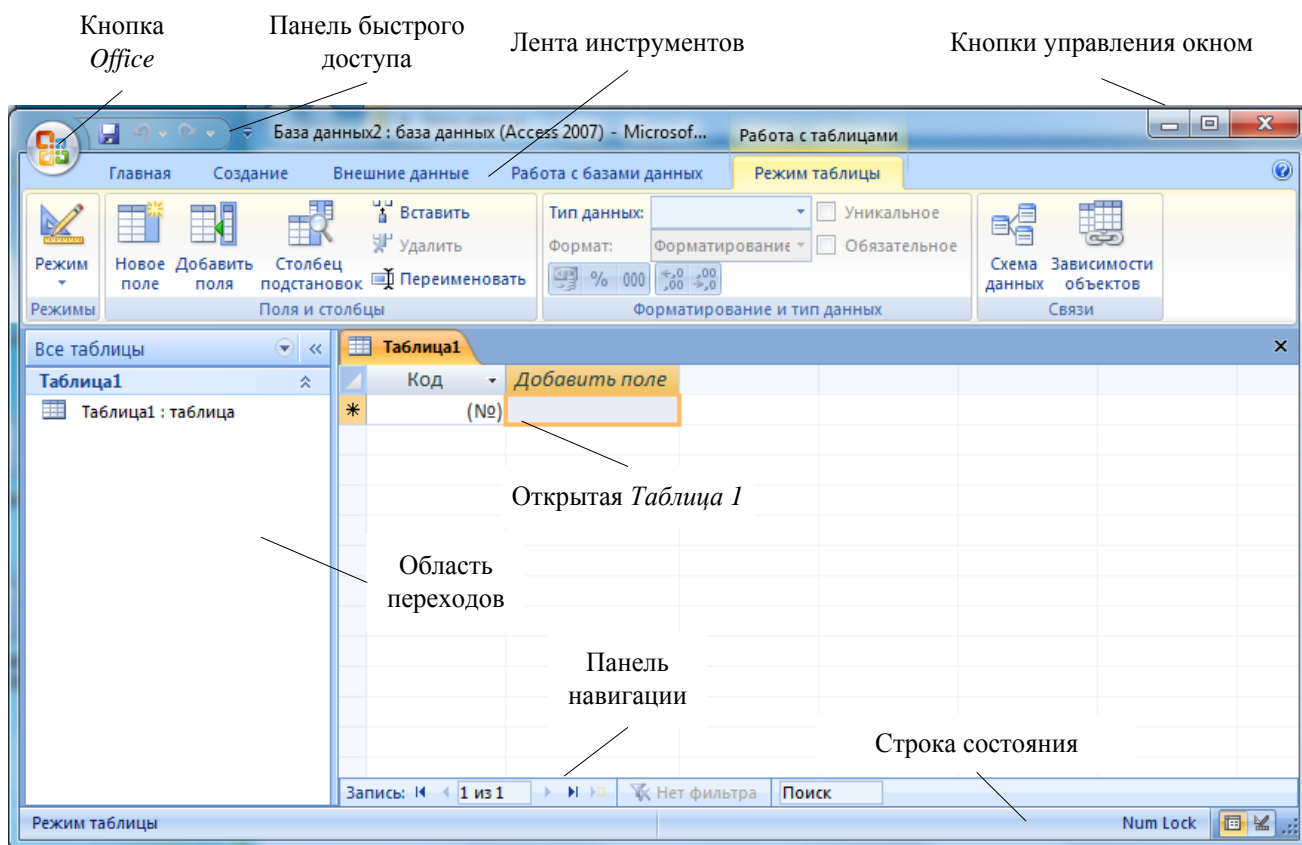 Кнопка
Office
Панель быстрого
доступа
Лента инструментов
Кнопки управления окном
База данных2 : база данных (Access 2007) - Microsof...
Работа с таблицами
Главная Создание Внешние данные Работа с базами данных Режим таблицы
Режим
Новое
поле
Добавить
поля
Столбец
подстановок
Вставить
Удалить
Переименовать
Тип данных:
Формат: Форматирование
% 000 ,0 ,00 ,00 ,0
Уникальное
Обязательное
Схема
данных
Зависимости
объектов
Режимы Поля и столбцы Форматирование и тип данных Связи
Все таблицы
Таблица1
Таблица1 : таблица
Таблица1
Код Добавить поле
(№)
Открытая Таблица 1
Область
переходов
Панель
навигации
Строка состояния
Запись: 1 из 1 Нет фильтра Поиск
Режим таблицы Num Lock